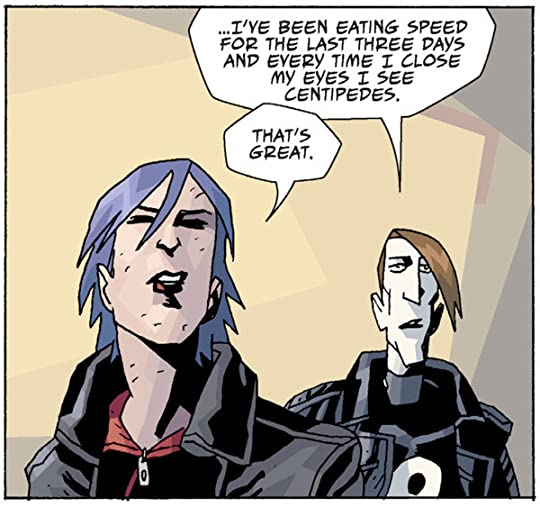 ...I'VE BEEN EATING SPEED
FOR THE LAST THREE DAYS
AND EVERY TIME I CLOSE
MY EYES I SEE
CENTIPEDES.
THAT'S
GREAT.